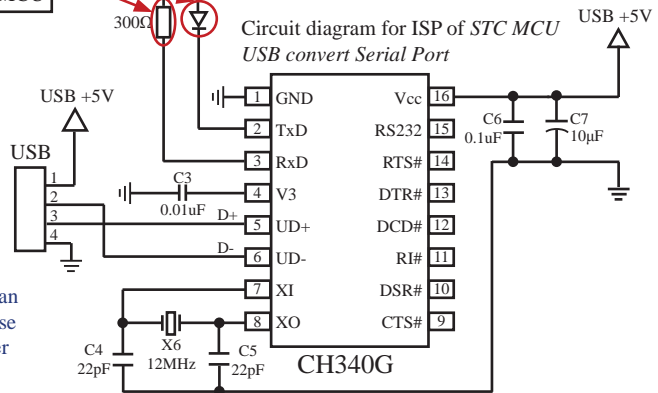 300Ω
Circuit diagram for ISP of STC MCU
USB convert Serial Port
USB +5V
USB +5V
USB
1
2
3
4
1 GND
2 TxD
3 RxD
4 V3
5 UD+
6 UD-
7 XI
8 XO
Vcc 16
RS232 15
RTS# 14
DTR# 13
DCD# 12
RI# 11
DSR# 10
CTS# 9
C6
0.1uF
C7
10μF
C3
0.01uF
D+
D-
an
se
er
C4
22pF
X6
12MHz
C5
22pF
CH340G